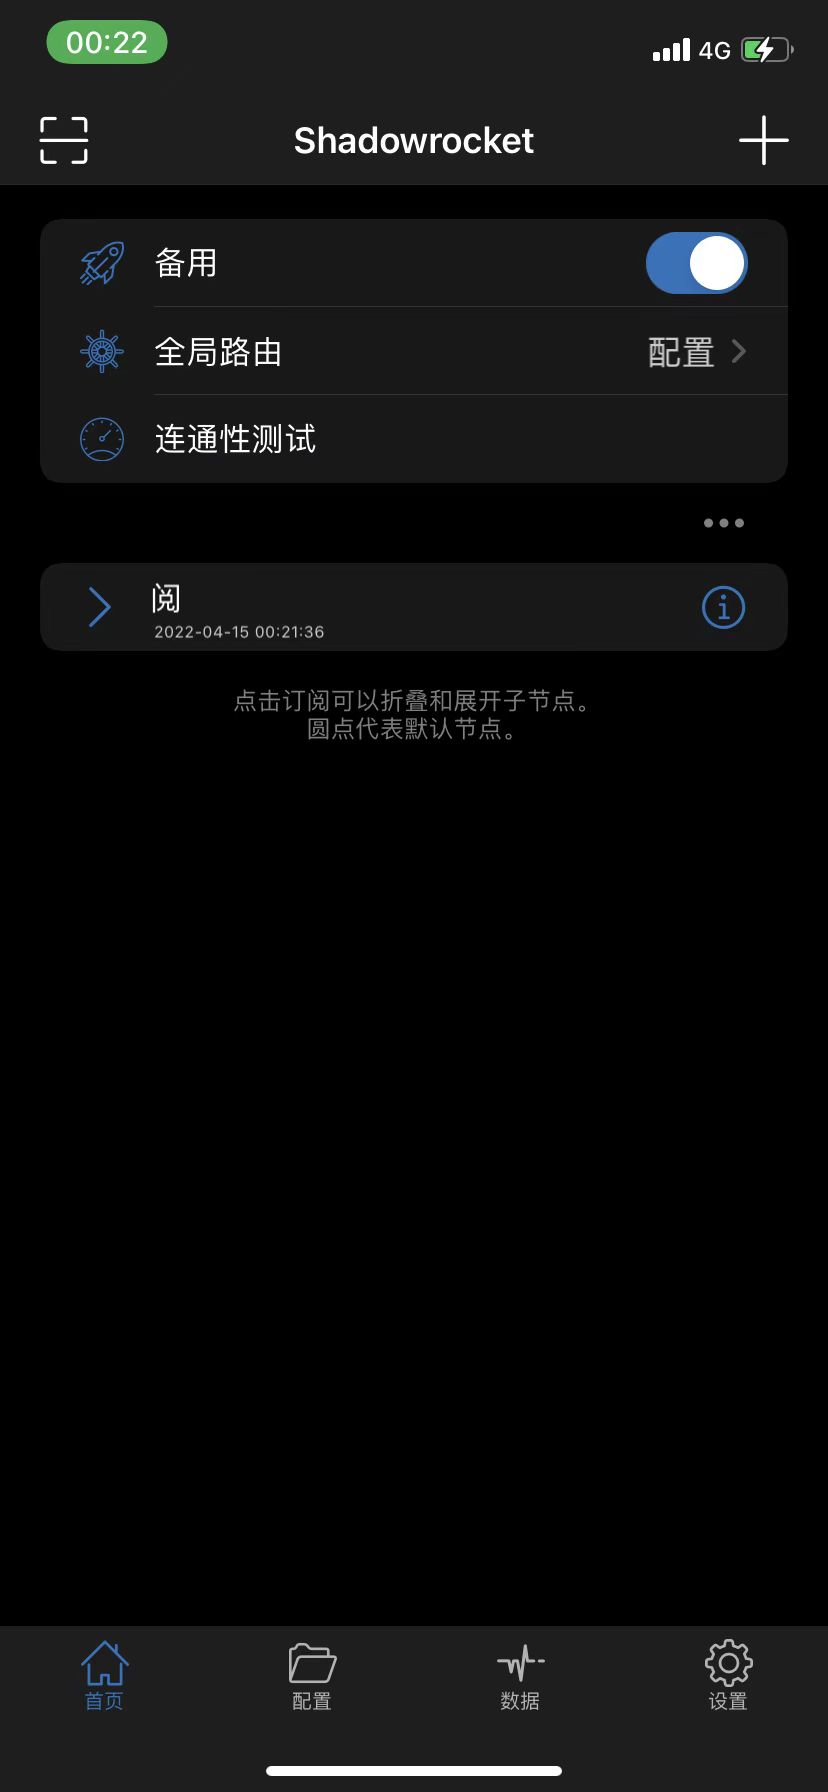 00:22
4G
Shadowrocket
备用
全局路由
配置
连通性测试
阅
2022-04-15 00:21:36
点击订阅可以折叠和展开子节点。
圆点代表默认节点。
首页
配置
数据
设置